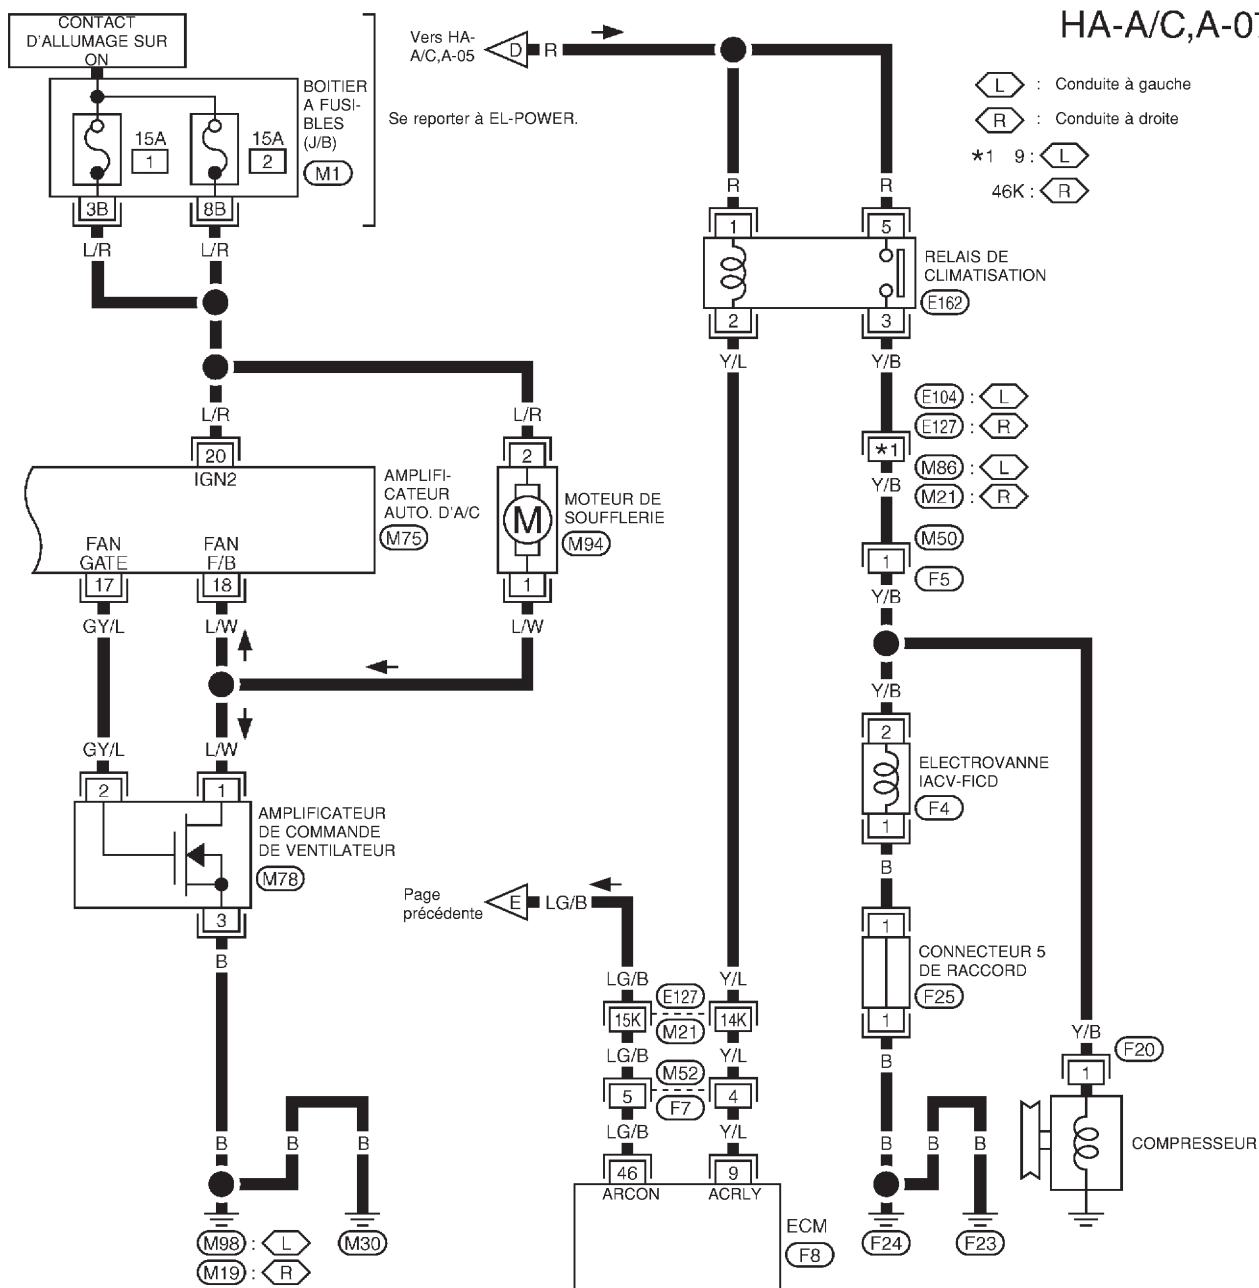 HA-A/C,A-07
CONTACT
D'ALLUMAGE SUR
ON
BOITIER
A FUSI-
BLES
(J/B)
M1
15A
1
15A
2
3B
8B
L/R
L/R
Se reporter à EL-POWER.
Vers HA-
A/C,A-05
D
R
L : Conduite à gauche
R : Conduite à droite
*1 9 : L
46K : R
R
R
1
5
RELAIS DE
CLIMATISATION
E162
2
3
Y/L
Y/B
L/R
L/R
20
IGN2
AMPLIFI-
CATEUR
AUTO. D'A/C
M75
2
M
MOTEUR DE
SOUFFLERIE
M94
1
FAN
GATE
FAN
F/B
17
18
GY/L
L/W
L/W
E104 : L
E127 : R
*1
M86 : L
M21 : R
Y/B
M50
1
F5
Y/B
Y/B
GY/L
L/W
2
1
AMPLIFICATEUR
DE COMMANDE
DE VENTILATEUR
M78
3
B
2
ELECTROVANNE
IACV-FICD
F4
1
B
Page
précédente
E
LG/B
1
CONNECTEUR 5
DE RACCORD
F25
1
B
LG/B
Y/L
15K
E127
M21
14K
LG/B
Y/L
5
M52
F7
4
LG/B
Y/L
46
9
ARCON
ACRLY
ECM
F8
Y/B
F20
1
COMPRESSEUR
B
B
B
M98 : L
M19 : R
M30
B
B
B
F24
F23